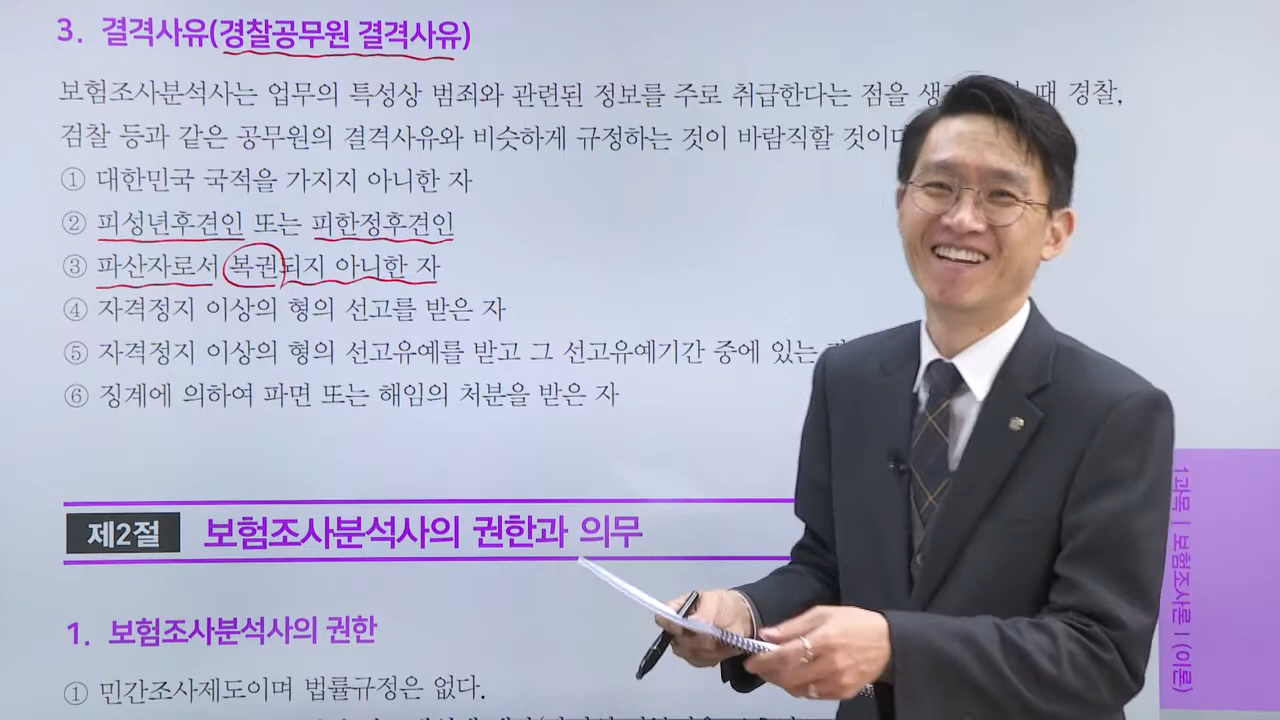 3. 결격사유(경찰공무원 결격사유)
보험조사분석사는 업무의 특성상 범죄와 관련된 정보를 주로 취급한다는 점을 때 경찰,
검찰 등과 같은 공무원의 결격사유와 비슷하게 규정하는 것이 바람직할
① 대한민국 국적을 가지지 아니한 자
② 피성년후견인 또는 피한정후견인
③ 파산자로서 복권되지 아니한 자
④ 자격정지 이상의 형의 선고를 받은 자
⑤ 자격정지 이상의 형의 선고유예를 받고 그 선고유예기간 중에 있는
⑥ 징계에 의하여 파면 또는 해임의 처분을 받은 자
제2절 보험조사분석사의 권한과 의무
1. 보험조사분석사의 권한
① 민간조사제도이며 법률규정은 없다.
1과목 | 보험조사론 I (이론)